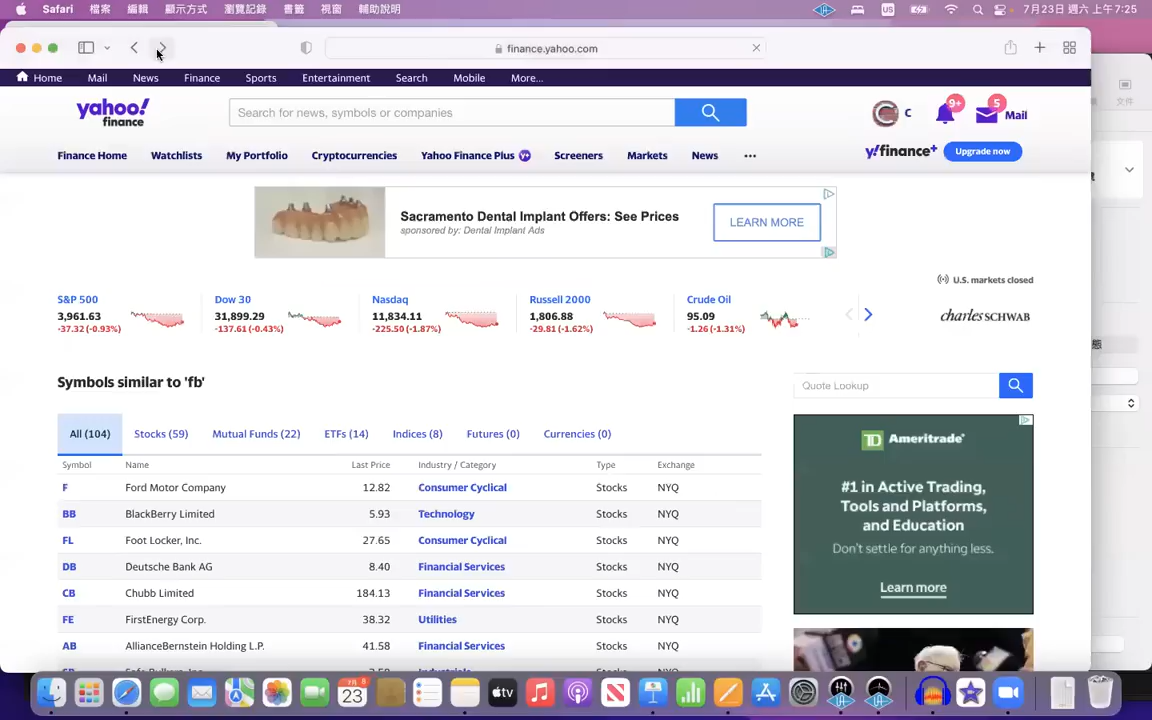 Safari 檔案 編輯 顯示方式 瀏覽記錄 書籤 視窗 輔助說明 US 7月23日 週六 上午7:25
finance.yahoo.com
Home Mail News Finance Sports Entertainment Search Mobile More...
yahoo! finance
Search for news, symbols or companies
C 9+ 5 Mail
Finance Home Watchlists My Portfolio Cryptocurrencies Yahoo Finance Plus Screeners Markets News ...
y!finance+ Upgrade now
Sacramento Dental Implant Offers: See Prices
sponsored by: Dental Implant Ads
LEARN MORE
U.S. markets closed
S&P 500 Dow 30 Nasdaq Russell 2000 Crude Oil
3,961.63 31,899.29 11,834.11 1,806.88 95.09
-37.32 (-0.93%) -137.61 (-0.43%) -225.50 (-1.87%) -29.81 (-1.62%) -1.26 (-1.31%)
charles SCHWAB
Symbols similar to 'fb'
Quote Lookup
All (104) Stocks (59) Mutual Funds (22) ETFs (14) Indices (8) Futures (0) Currencies (0)
Symbol Name Last Price Industry / Category Type Exchange
F Ford Motor Company 12.82 Consumer Cyclical Stocks NYQ
BB BlackBerry Limited 5.93 Technology Stocks NYQ
FL Foot Locker, Inc. 27.65 Consumer Cyclical Stocks NYQ
DB Deutsche Bank AG 8.40 Financial Services Stocks NYQ
CB Chubb Limited 184.13 Financial Services Stocks NYQ
FE FirstEnergy Corp. 38.32 Utilities Stocks NYQ
AB AllianceBernstein Holding L.P. 41.58 Financial Services Stocks NYQ
TD Ameritrade
#1 in Active Trading,
Tools and Platforms,
and Education
Don't settle for anything less.
Learn more
文件
態
7月
23
tv